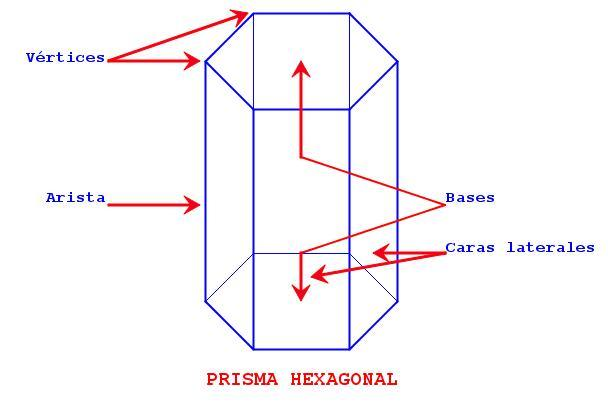 Vértices
Arista
Bases
Caras laterales
PRISMA HEXAGONAL